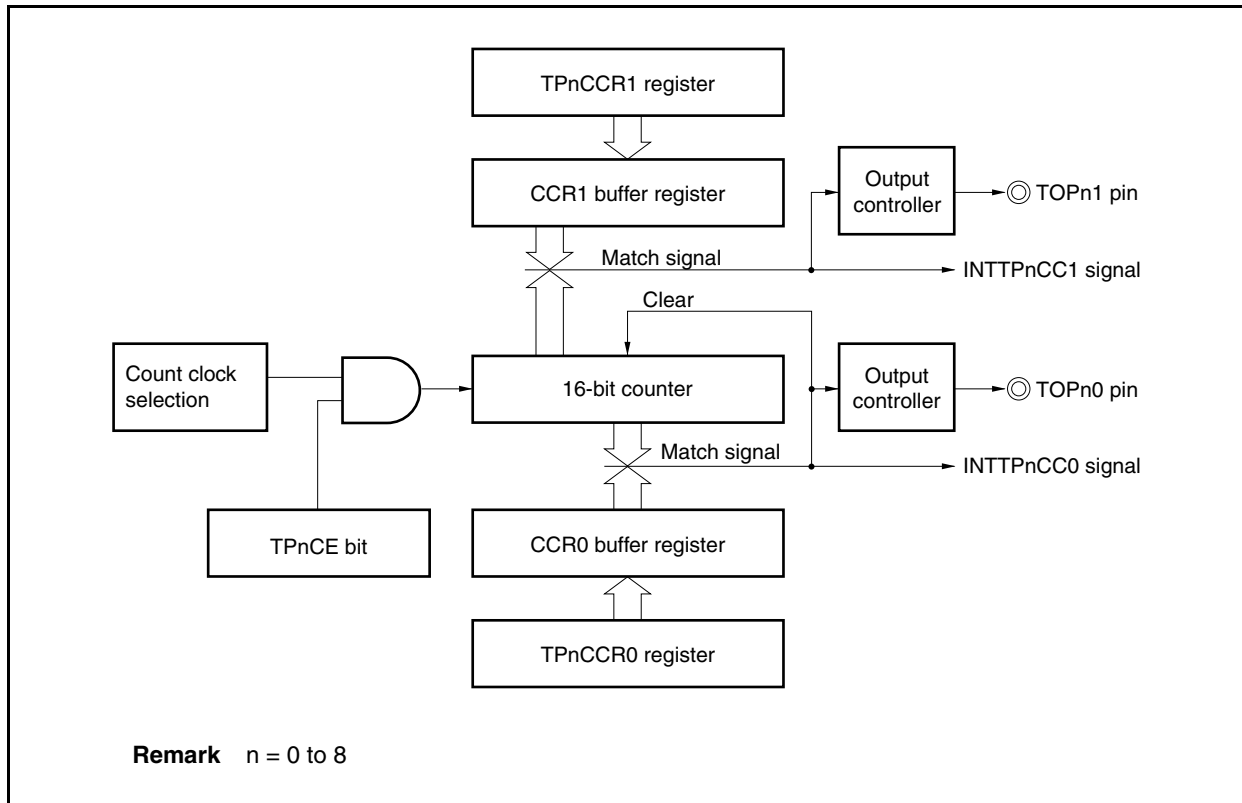 TPnCCR1 register
CCR1 buffer register
Output
controller
TOPn1 pin
Match signal
INTTPnCC1 signal
Clear
Count clock
selection
16-bit counter
Output
controller
TOPn0 pin
Match signal
INTTPnCC0 signal
TPnCE bit
CCR0 buffer register
TPnCCR0 register
Remark n = 0 to 8